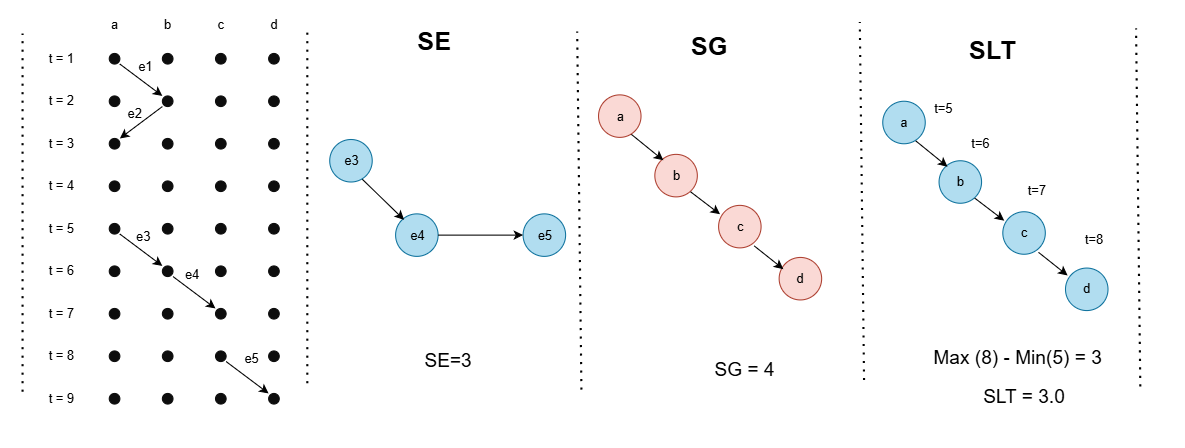 a b c d
t = 1
e1
t = 2
e2
t = 3
t = 4
t = 5
e3
t = 6
e4
t = 7
t = 8
e5
t = 9
SE
e3
e4
e5
SE=3
SG
a
b
c
d
SG = 4
SLT
a
t=5
t=6
b
t=7
c
t=8
d
Max (8) - Min(5) = 3
SLT = 3.0